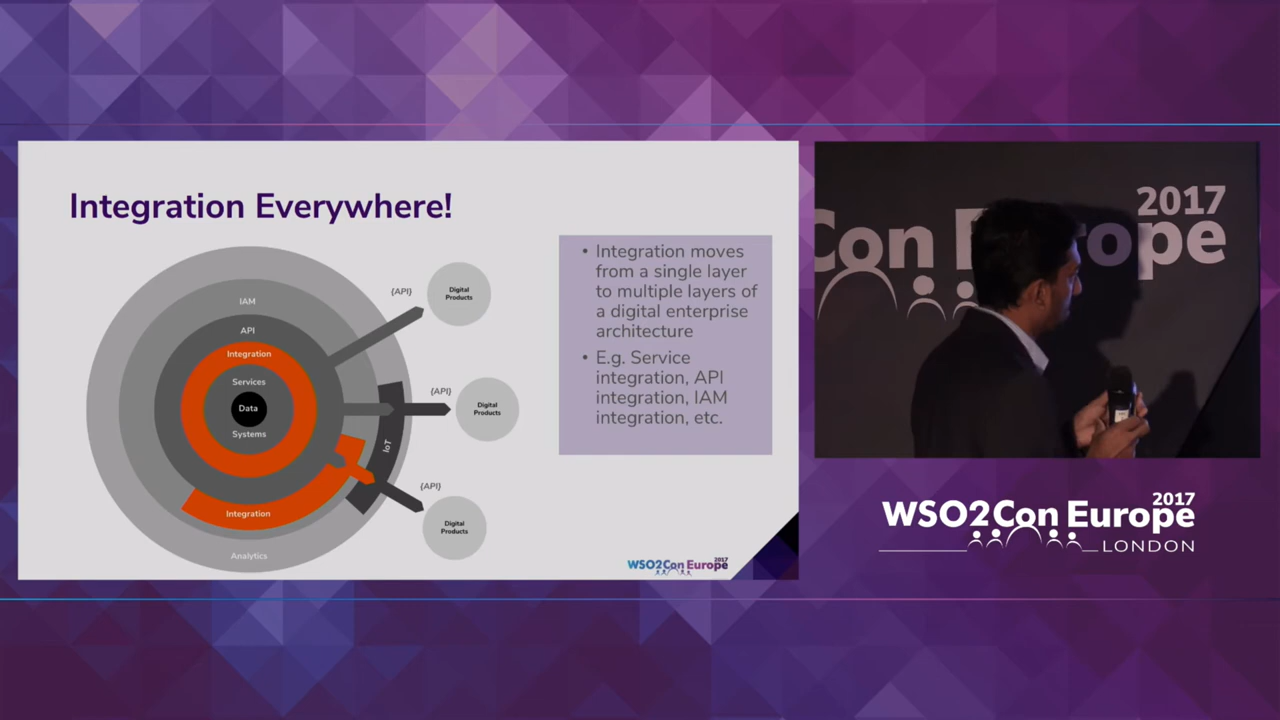 Integration Everywhere!
IAM
API
Integration
Services
Data
Systems
Integration
Analytics
IoT
{API}
Digital
Products
{API}
Digital
Products
{API}
Digital
Products
• Integration moves
from a single layer
to multiple layers of
a digital enterprise
architecture
• E.g. Service
integration, API
integration, IAM
integration, etc.
WSO2Con Europe 2017
2017
Con Europe
2017
WSO2Con Europe
LONDON